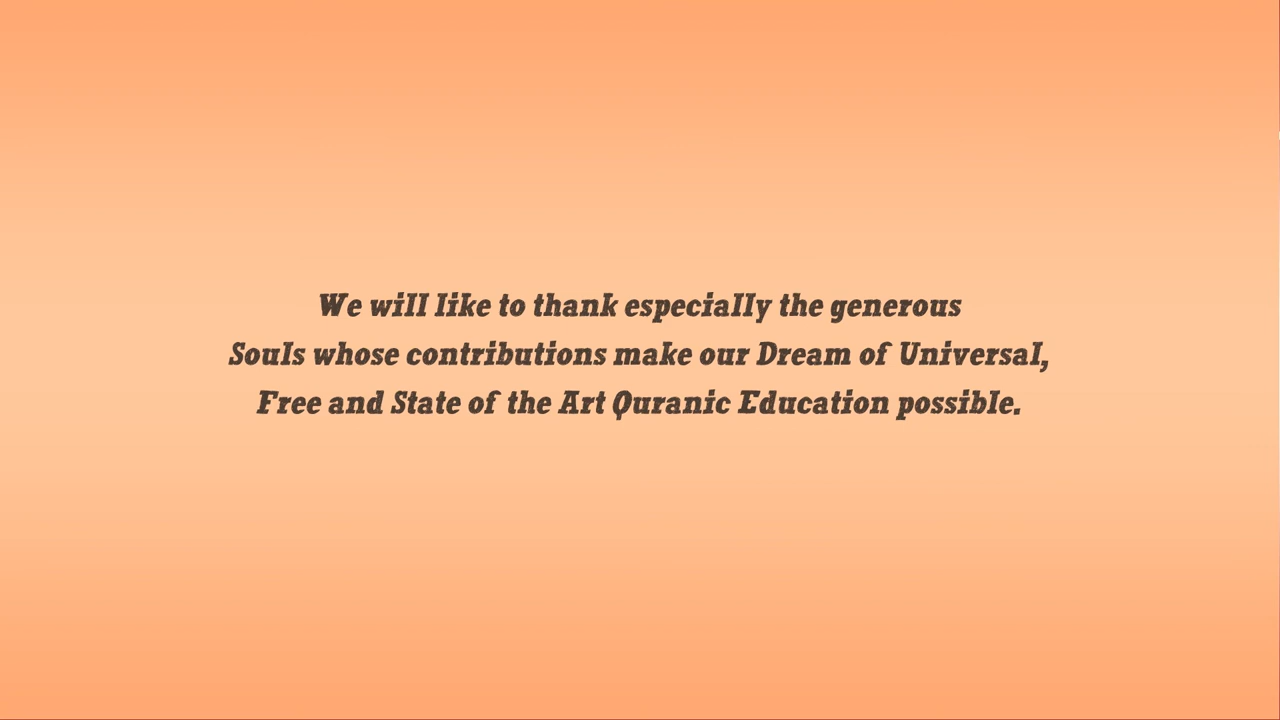 We will like to thank especially the generous
Souls whose contributions make our Dream of Universal,
Free and State of the Art Quranic Education possible.